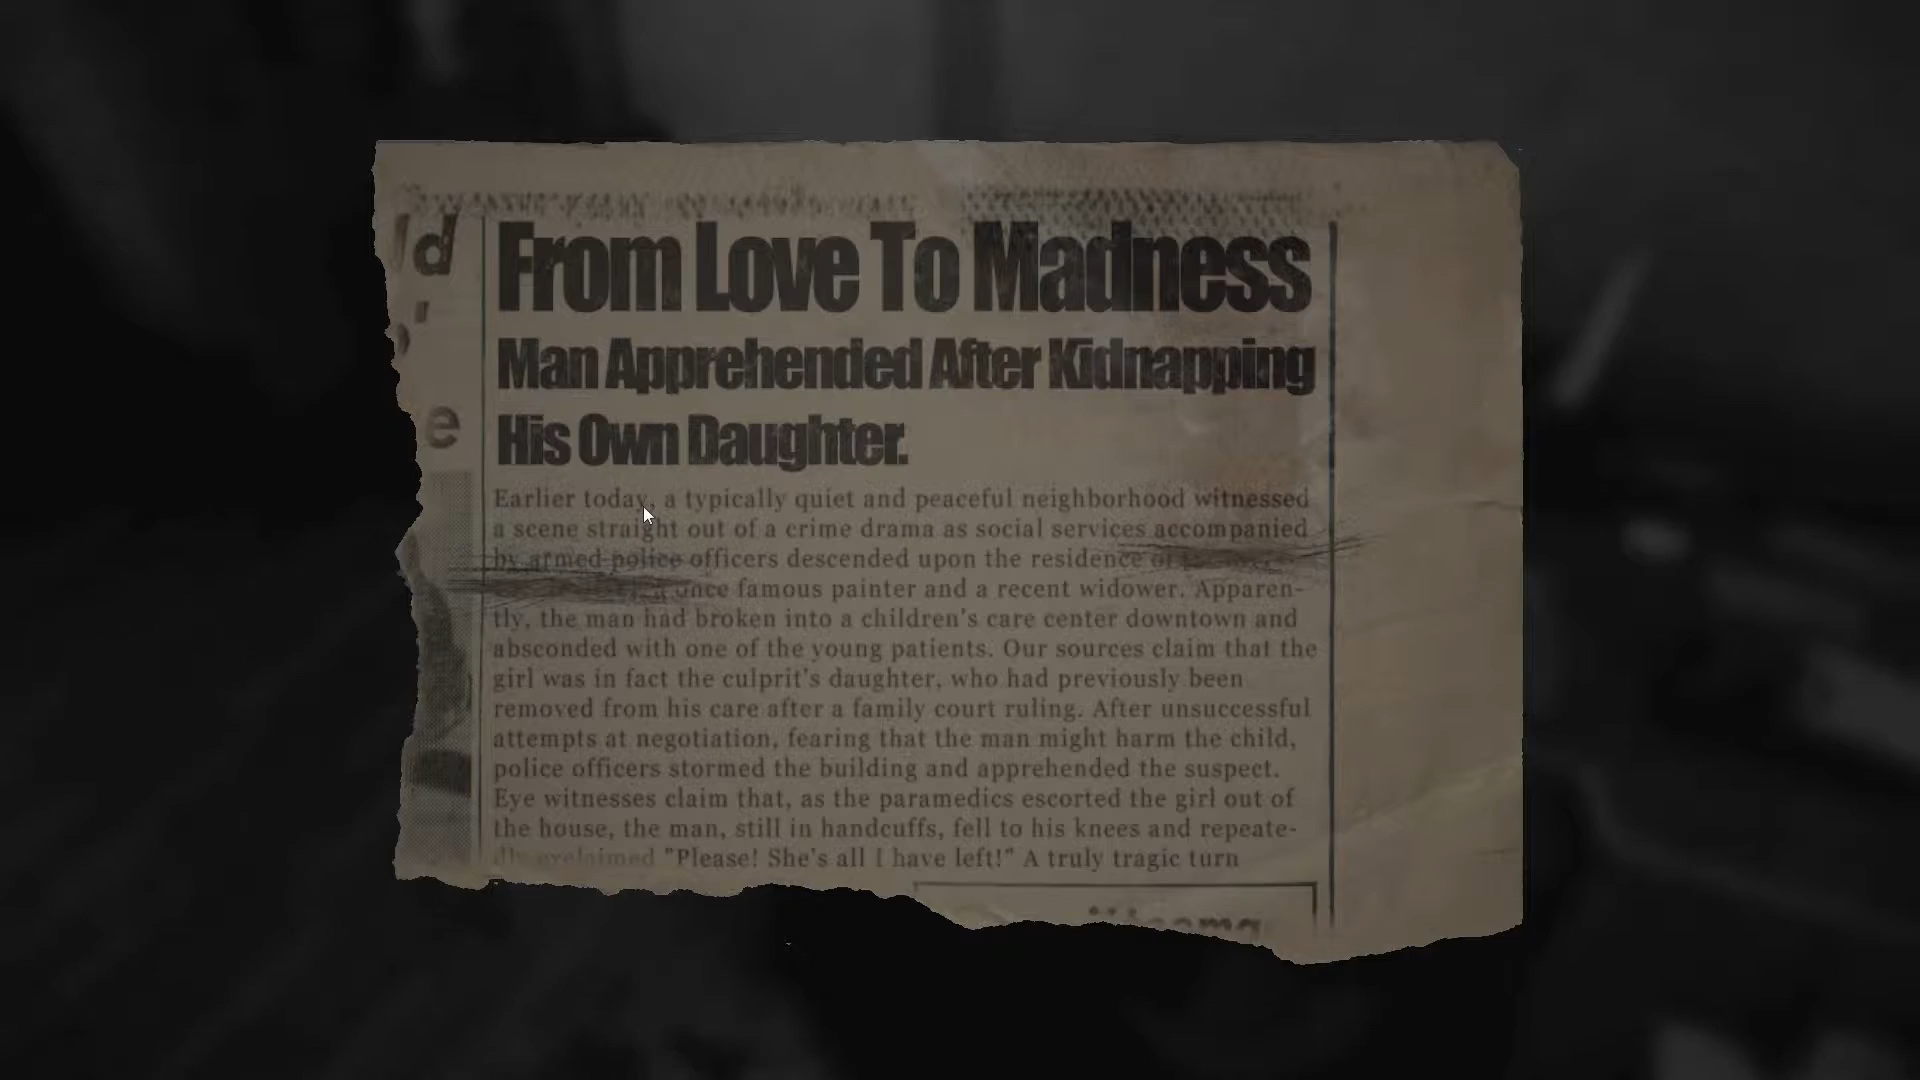 ld
e
From Love To Madness
Man Apprehended After Kidnapping
His Own Daughter.
Earlier today, a typically quiet and peaceful neighborhood witnessed
a scene straight out of a crime drama as social services accompanied
by armed police officers descended upon the residence of
a once famous painter and a recent widower. Apparen-
tly, the man had broken into a children's care center downtown and
absconded with one of the young patients. Our sources claim that the
girl was in fact the culprit's daughter, who had previously been
removed from his care after a family court ruling. After unsuccessful
attempts at negotiation, fearing that the man might harm the child,
police officers stormed the building and apprehended the suspect.
Eye witnesses claim that, as the paramedics escorted the girl out of
the house, the man, still in handcuffs, fell to his knees and repeate-
dly exclaimed "Please! She's all I have left!" A truly tragic turn